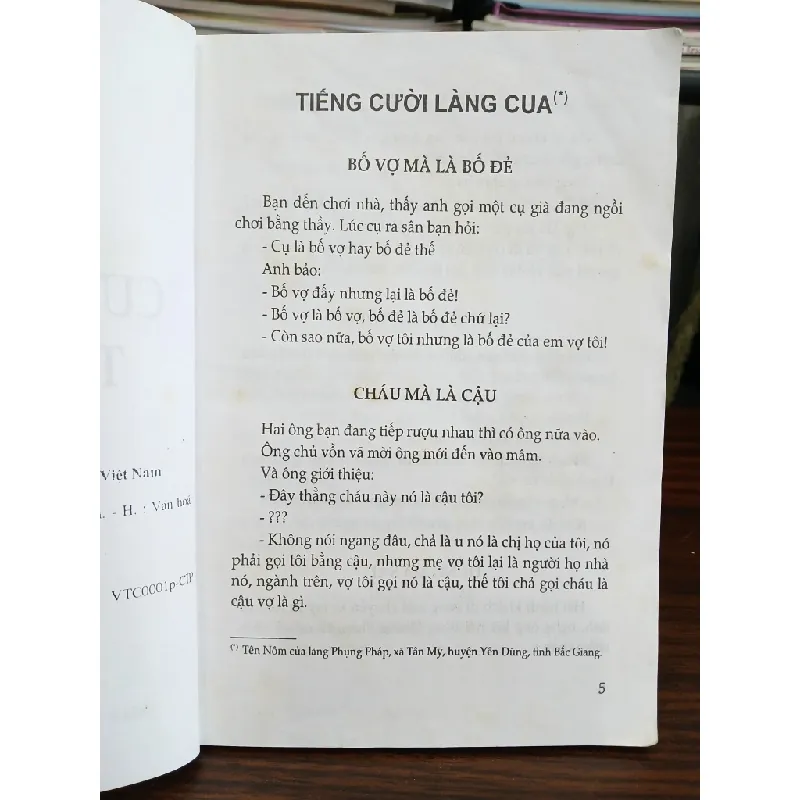 Việt Nam
H. : Văn hoá
VTC0001p-CIP
TIẾNG CƯỜI LÀNG CUA(*)
BỐ VỢ MÀ LÀ BỐ ĐẺ
Bạn đến chơi nhà, thấy anh gọi một cụ già đang ngồi
chơi bằng thầy. Lúc cụ ra sân bạn hỏi:
- Cụ là bố vợ hay bố đẻ thế
Anh bảo:
- Bố vợ đấy nhưng lại là bố đẻ!
- Bố vợ là bố vợ, bố đẻ là bố đẻ chứ lại?
- Còn sao nữa, bố vợ tôi nhưng là bố đẻ của em vợ tôi!
CHÁU MÀ LÀ CẬU
Hai ông bạn đang tiếp rượu nhau thì có ông nữa vào.
Ông chủ vồn vã mời ông mới đến vào mâm.
Và ông giới thiệu:
- Đây thằng cháu này nó là cậu tôi?
- ???
- Không nói ngang đâu, chả là u nó là chị họ của tôi, nó
phải gọi tôi bằng cậu, nhưng mẹ vợ tôi lại là người họ nhà
nó, ngành trên, vợ tôi gọi nó là cậu, thế tôi chả gọi cháu là
cậu vợ là gì.
(*) Tên Nôm của làng Phụng Pháp, xã Tân Mỹ, huyện Yên Dũng, tỉnh Bắc Giang.
5